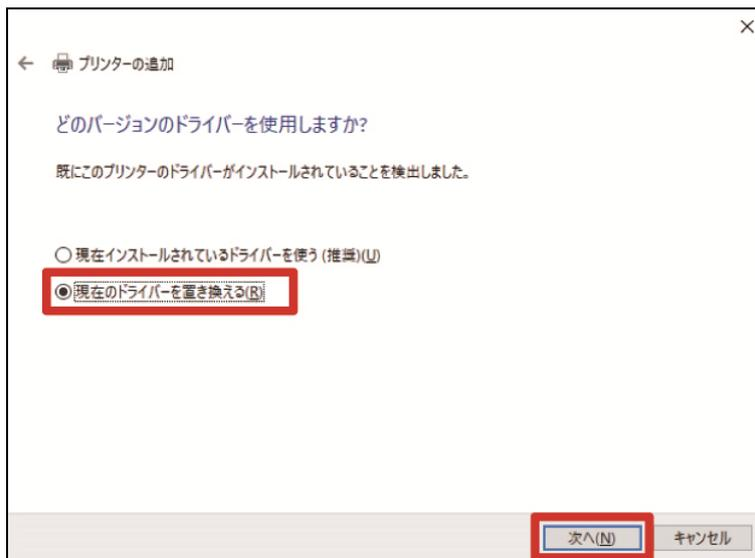 プリンターの追加
どのバージョンのドライバーを使用しますか?
既にこのプリンターのドライバーがインストールされていることを検出しました。
現在インストールされているドライバーを使う (推奨)(U)
現在のドライバーを置き換える(R)
次へ(N) キャンセル